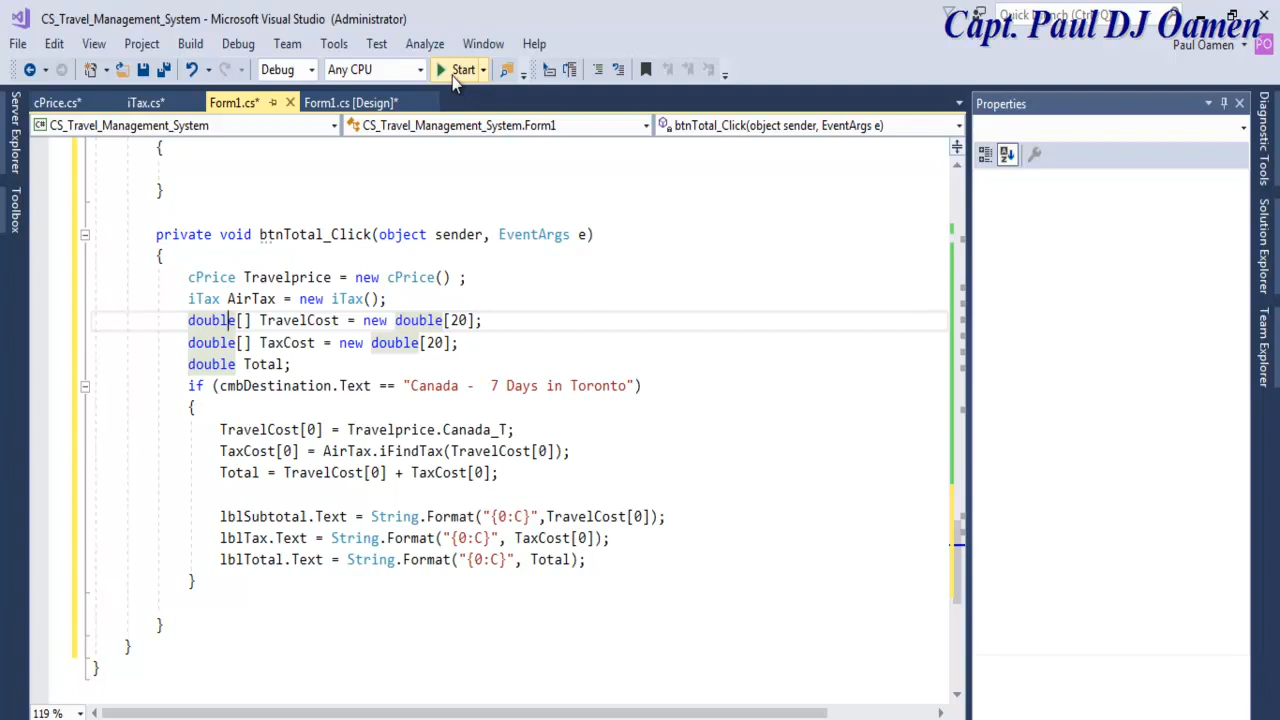 CS_Travel_Management_System - Microsoft Visual Studio (Administrator)
Capt. Paul DJ Oamen
File Edit View Project Build Debug Team Tools Test Analyze Window Help
Paul Oamen
PO
Debug
Any CPU
Start
cPrice.cs*
iTax.cs*
Form1.cs*
Form1.cs [Design]*
Properties
CS_Travel_Management_System
CS_Travel_Management_System.Form1
btnTotal_Click(object sender, EventArgs e)
Server Explorer
Toolbox
Diagnostic Tools
Solution Explorer
Team Explorer
{
}
private void btnTotal_Click(object sender, EventArgs e)
{
cPrice Travelprice = new cPrice() ;
iTax AirTax = new iTax();
double[] TravelCost = new double[20];
double[] TaxCost = new double[20];
double Total;
if (cmbDestination.Text == "Canada -  7 Days in Toronto")
{
TravelCost[0] = Travelprice.Canada_T;
TaxCost[0] = AirTax.iFindTax(TravelCost[0]);
Total = TravelCost[0] + TaxCost[0];
lblSubtotal.Text = String.Format("{0:C}",TravelCost[0]);
lblTax.Text = String.Format("{0:C}", TaxCost[0]);
lblTotal.Text = String.Format("{0:C}", Total);
}
}
}
}
119 %